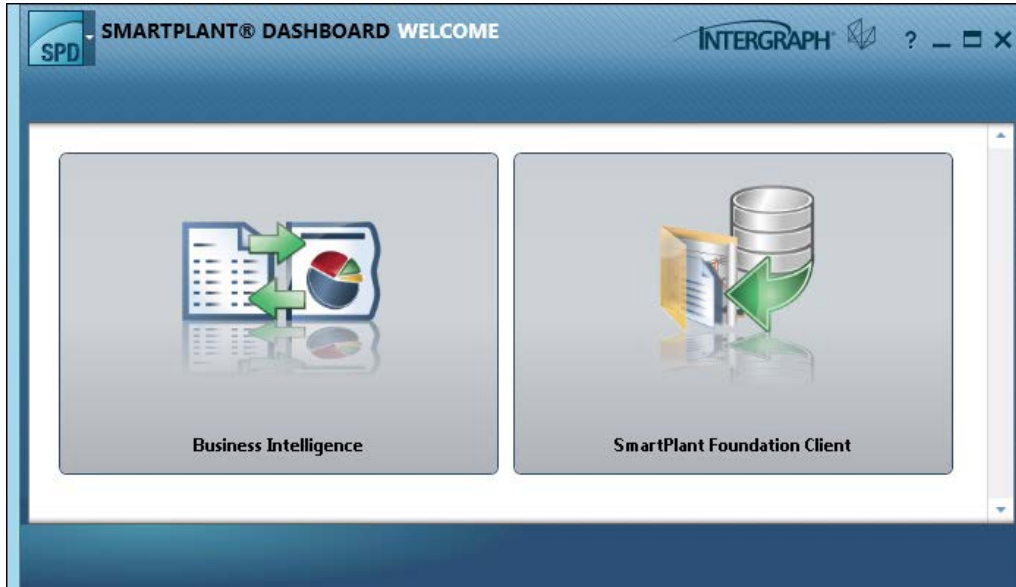 SMARTPLANT® DASHBOARD WELCOME
INTERGRAPH
?
SPD
Business Intelligence
SmartPlant Foundation Client